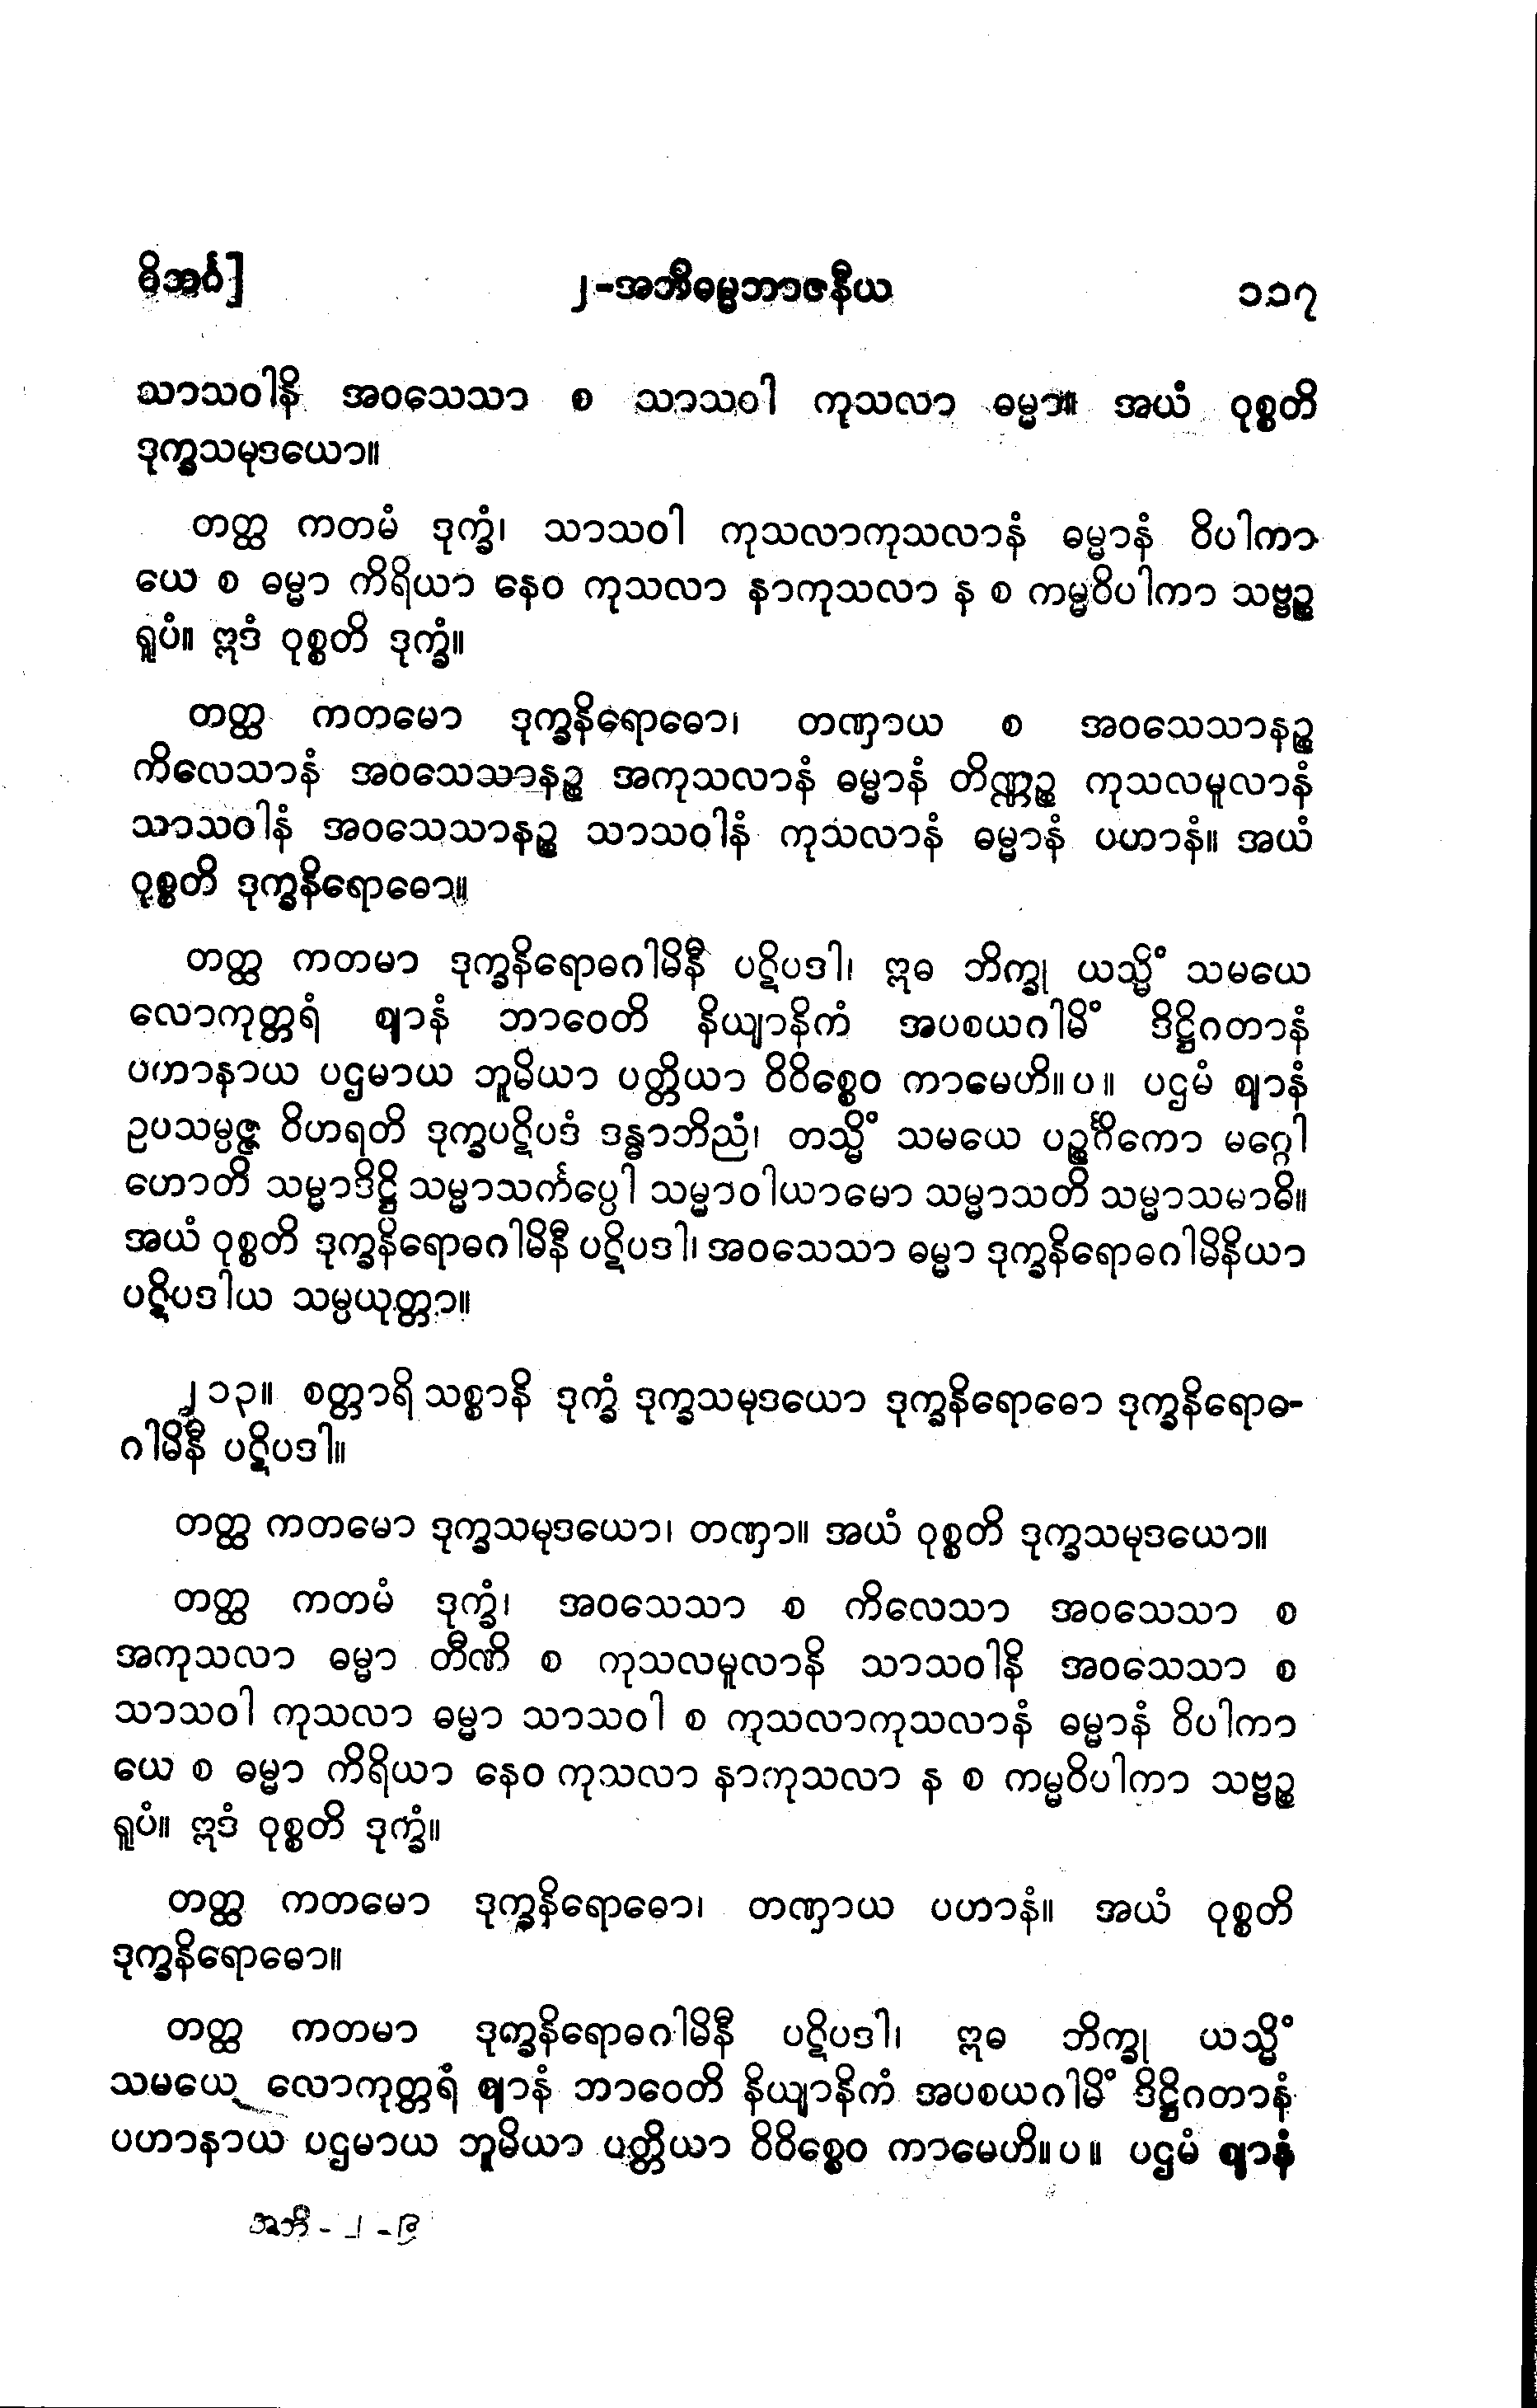 ဝိဘင်္ဂ]
၂-အဘိဓမ္မဘာဇနီယ
၁၁၇
သာသဝါနိ အဝသေသာ စ သာသဝါ ကုသလာ ဓမ္မာ။ အယံ ဝုစ္စတိ
ဒုက္ခသမုဒယော။
တတ္ထ ကတမံ ဒုက္ခံ၊ သာသဝါ ကုသလာကုသလာနံ ဓမ္မာနံ ဝိပါကာ
ယေ စ ဓမ္မာ ကိရိယာ နေဝ ကုသလာ နာကုသလာ န စ ကမ္မဝိပါကာ သဗ္ဗဉ္စ
ရူပံ။ ဣဒံ ဝုစ္စတိ ဒုက္ခံ။
တတ္ထ ကတမော ဒုက္ခနိရောဓော၊ တဏှာယ စ အဝသေသာနဉ္စ
ကိလေသာနံ အဝသေသာနဉ္စ အကုသလာနံ ဓမ္မာနံ တိဏ္ဏဉ္စ ကုသလမူလာနံ
သာသဝါနံ အဝသေသာနဉ္စ သာသဝါနံ ကုသလာနံ ဓမ္မာနံ ပဟာနံ။ အယံ
ဝုစ္စတိ ဒုက္ခနိရောဓော။
တတ္ထ ကတမာ ဒုက္ခနိရောဓဂါမိနီ ပဋိပဒါ၊ ဣဓ ဘိက္ခု ယသ္မိံ သမယေ
လောကုတ္တရံ ဈာနံ ဘာဝေတိ နိယျာနိကံ အပစယဂါမိံ ဒိဋ္ဌိဂတာနံ
ပဟာနာယ ပဌမာယ ဘူမိယာ ပတ္တိယာ ဝိဝိစ္စေဝ ကာမေဟိ။ပ။ ပဌမံ ဈာနံ
ဥပသမ္ပဇ္ဇ ဝိဟရတိ ဒုက္ခပဋိပဒံ ဒန္ဓာဘိညံ၊ တသ္မိံ သမယေ ပဉ္စင်္ဂိကော မဂ္ဂေါ
ဟောတိ သမ္မာဒိဋ္ဌိ သမ္မာသင်္ကပ္ပေါ သမ္မာဝါယာမော သမ္မာသတိ သမ္မာသမာဓိ။
အယံ ဝုစ္စတိ ဒုက္ခနိရောဓဂါမိနီ ပဋိပဒါ၊ အဝသေသာ ဓမ္မာ ဒုက္ခနိရောဓဂါမိနိယာ
ပဋိပဒါယ သမ္ပယုတ္တာ။
၂၁၃။ စတ္တာရိ သစ္စာနိ ဒုက္ခံ ဒုက္ခသမုဒယော ဒုက္ခနိရောဓော ဒုက္ခနိရောဓ-
ဂါမိနီ ပဋိပဒါ။
တတ္ထ ကတမော ဒုက္ခသမုဒယော၊ တဏှာ။ အယံ ဝုစ္စတိ ဒုက္ခသမုဒယော။
တတ္ထ ကတမံ ဒုက္ခံ၊ အဝသေသာ စ ကိလေသာ အဝသေသာ စ
အကုသလာ ဓမ္မာ တီဏိ စ ကုသလမူလာနိ သာသဝါနိ အဝသေသာ စ
သာသဝါ ကုသလာ ဓမ္မာ သာသဝါ စ ကုသလာကုသလာနံ ဓမ္မာနံ ဝိပါကာ
ယေ စ ဓမ္မာ ကိရိယာ နေဝ ကုသလာ နာကုသလာ န စ ကမ္မဝိပါကာ သဗ္ဗဉ္စ
ရူပံ။ ဣဒံ ဝုစ္စတိ ဒုက္ခံ။
တတ္ထ ကတမော ဒုက္ခနိရောဓော၊ တဏှာယ ပဟာနံ။ အယံ ဝုစ္စတိ
ဒုက္ခနိရောဓော။
တတ္ထ ကတမာ ဒုက္ခနိရောဓဂါမိနီ ပဋိပဒါ၊ ဣဓ ဘိက္ခု ယသ္မိံ
သမယေ လောကုတ္တရံ ဈာနံ ဘာဝေတိ နိယျာနိကံ အပစယဂါမိံ ဒိဋ္ဌိဂတာနံ
ပဟာနာယ ပဌမာယ ဘူမိယာ ပတ္တိယာ ဝိဝိစ္စေဝ ကာမေဟိ။ပ။ ပဌမံ ဈာနံ
အဘိ-၂-၉